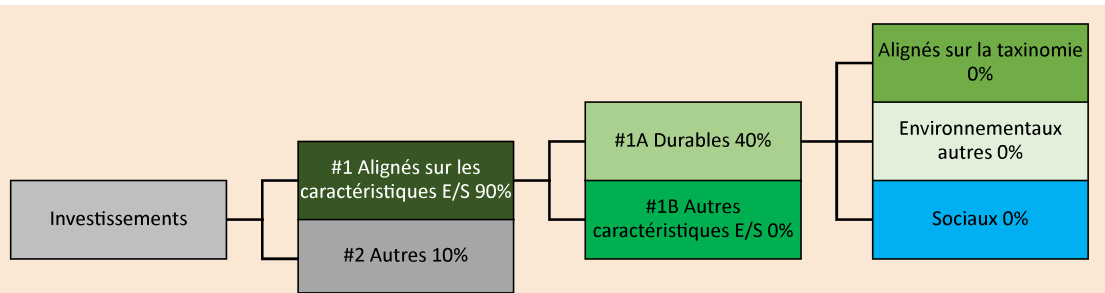 Investissements
#1 Alignés sur les
caractéristiques E/S 90%
#2 Autres 10%
#1A Durables 40%
#1B Autres
caractéristiques E/S 0%
Alignés sur la taxinomie
0%
Environnementaux
autres 0%
Sociaux 0%